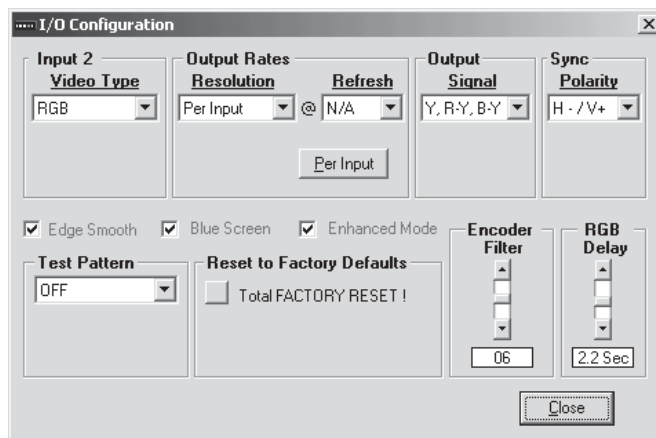 I/O Configuration
Input 2
Video Type
RGB
Output Rates
Resolution
Refresh
Per Input @ N/A
Per Input
Output
Signal
Y, R-Y, B-Y
Sync
Polarity
H - / V+
Edge Smooth
Blue Screen
Enhanced Mode
Test Pattern
OFF
Reset to Factory Defaults
Total FACTORY RESET !
Encoder
Filter
06
RGB
Delay
2.2 Sec
Close